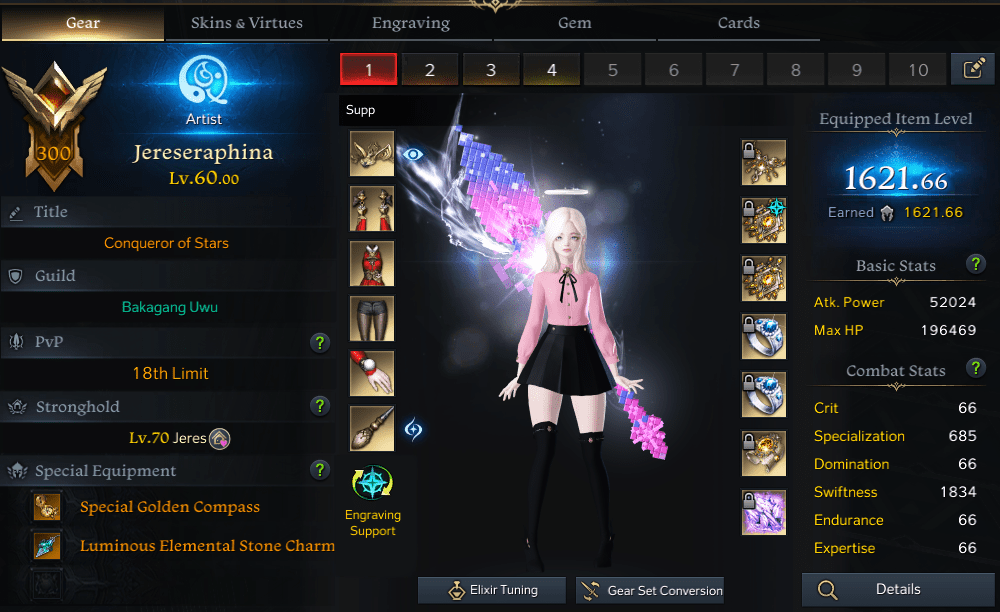 Gear
Skins & Virtues
Engraving
Gem
Cards
1
2
3
4
5
6
7
8
9
10
300
Artist
Jereseraphina
Lv.60.00
Title
Conqueror of Stars
Guild
Bakagang Uwu
PvP
?
18th Limit
Stronghold
?
Lv.70 Jeres
Special Equipment
?
Special Golden Compass
Luminous Elemental Stone Charm
Supp
Engraving
Support
Elixir Tuning
Gear Set Conversion
Equipped Item Level
1621.66
Earned 1621.66
Basic Stats
?
Atk. Power 52024
Max HP 196469
Combat Stats
?
Crit 66
Specialization 685
Domination 66
Swiftness 1834
Endurance 66
Expertise 66
Details